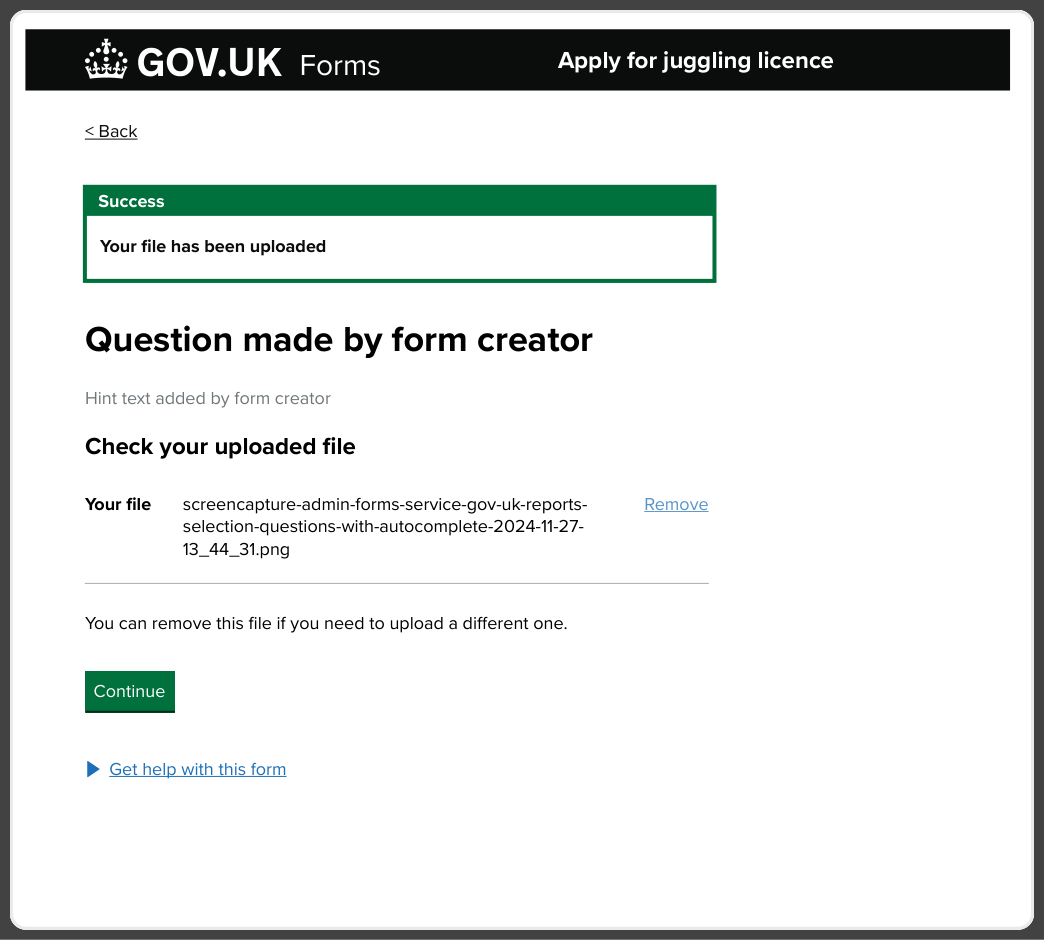 GOV.UK Forms
Apply for juggling licence
< Back
Success
Your file has been uploaded
Question made by form creator
Hint text added by form creator
Check your uploaded file
Your file
screencapture-admin-forms-service-gov-uk-reports-
selection-questions-with-autocomplete-2024-11-27-
13_44_31.png
Remove
You can remove this file if you need to upload a different one.
Continue
Get help with this form